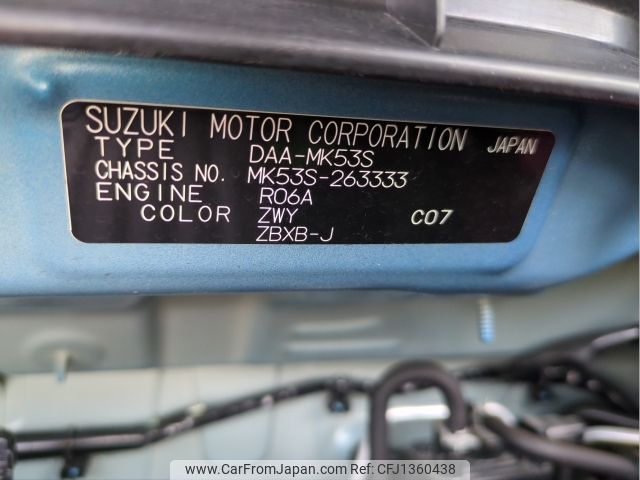 SUZUKI MOTOR CORPORATION JAPAN
TYPE DAA-MK53S
CHASSIS NO. MK53S-263333
ENGINE R06A
COLOR ZWY C07
ZBXB-J
www.CarFromJapan.com | Ref No: CFJ1360438